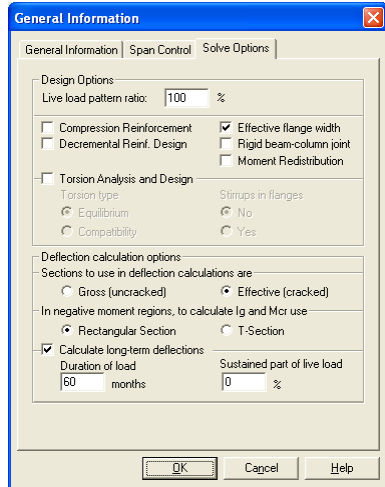 General Information
General Information Span Control Solve Options
Design Options
Live load pattern ratio: 100 %
Compression Reinforcement Effective flange width
Decremental Reinf. Design Rigid beam-column joint
Moment Redistribution
Torsion Analysis and Design
Torsion type Stirrups in flanges
Equilibrium No
Compatibility Yes
Deflection calculation options
Sections to use in deflection calculations are
Gross (uncracked) Effective (cracked)
In negative moment regions, to calculate Ig and Mcr use
Rectangular Section T-Section
Calculate long-term deflections
Duration of load Sustained part of live load
60 months 0 %
OK Cancel Help